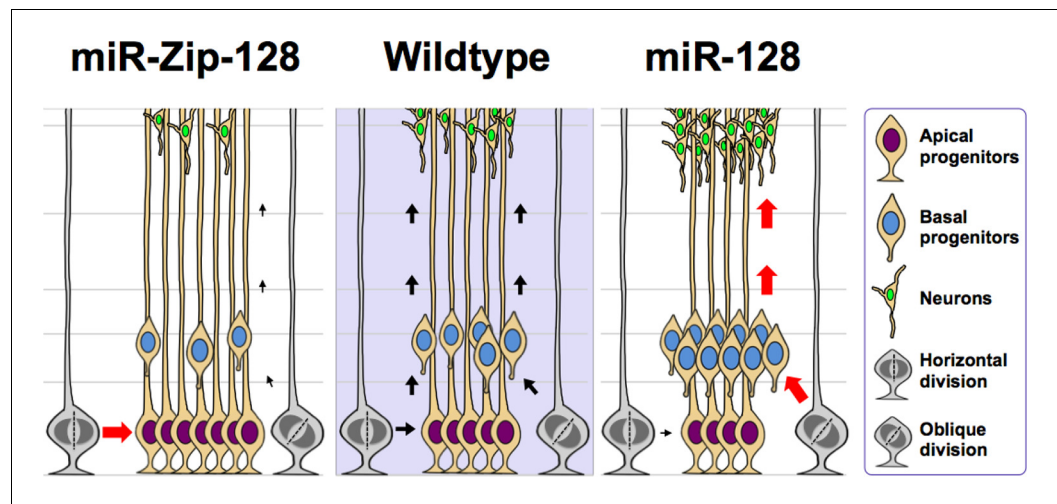 miR-Zip-128
Wildtype
miR-128
Apical
progenitors
Basal
progenitors
Neurons
Horizontal
division
Oblique
division